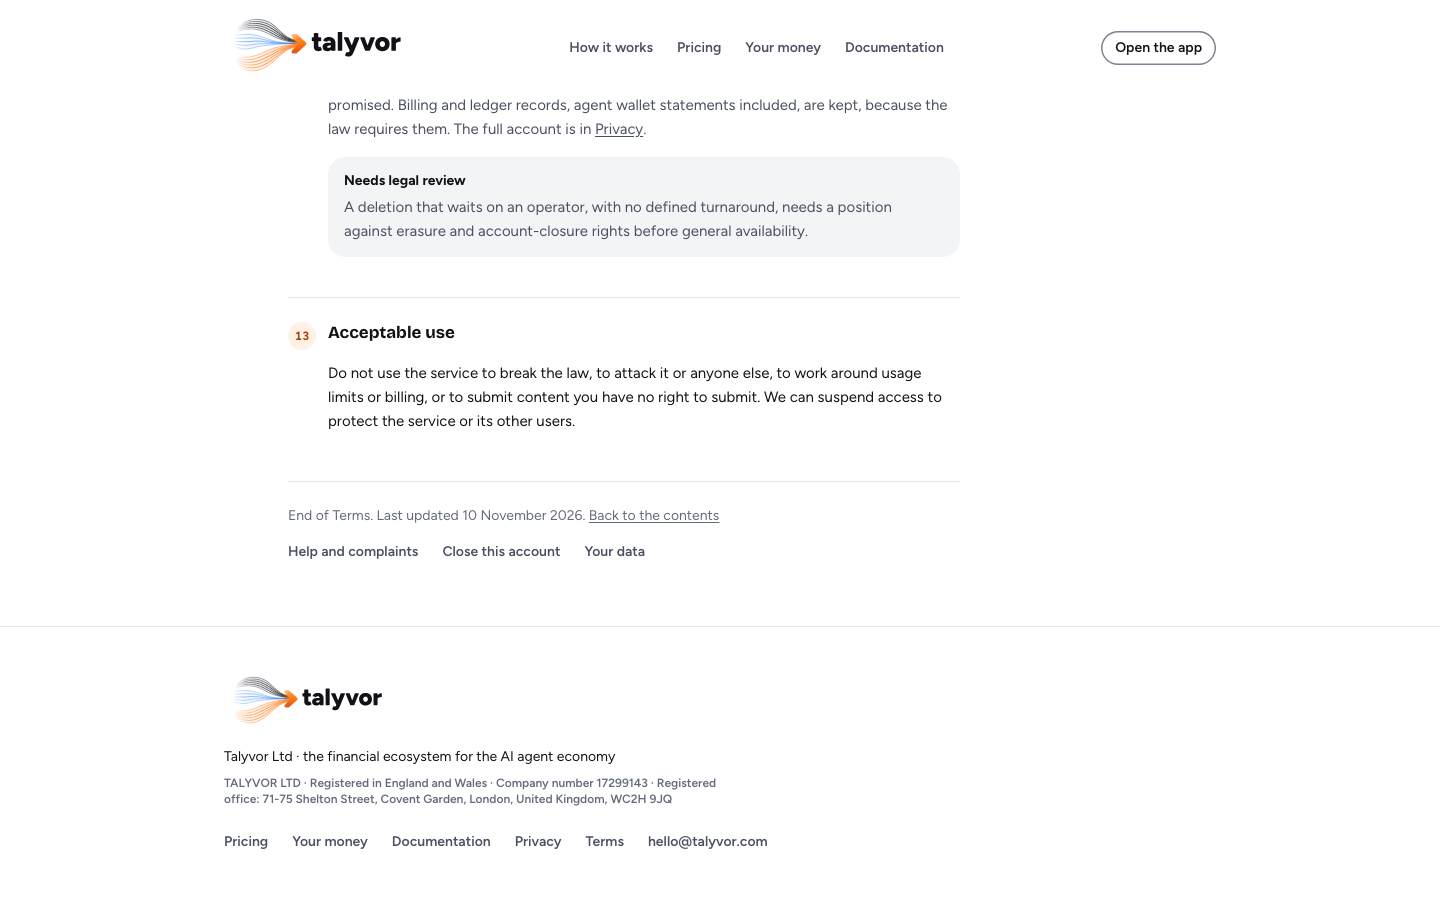 talyvor
How it works
Pricing
Your money
Documentation
Open the app
promised. Billing and ledger records, agent wallet statements included, are kept, because the
law requires them. The full account is in Privacy.
Needs legal review
A deletion that waits on an operator, with no defined turnaround, needs a position
against erasure and account-closure rights before general availability.
13
Acceptable use
Do not use the service to break the law, to attack it or anyone else, to work around usage
limits or billing, or to submit content you have no right to submit. We can suspend access to
protect the service or its other users.
End of Terms. Last updated 10 November 2026. Back to the contents
Help and complaints
Close this account
Your data
talyvor
Talyvor Ltd · the financial ecosystem for the AI agent economy
TALYVOR LTD · Registered in England and Wales · Company number 17299143 · Registered
office: 71-75 Shelton Street, Covent Garden, London, United Kingdom, WC2H 9JQ
Pricing
Your money
Documentation
Privacy
Terms
hello@talyvor.com